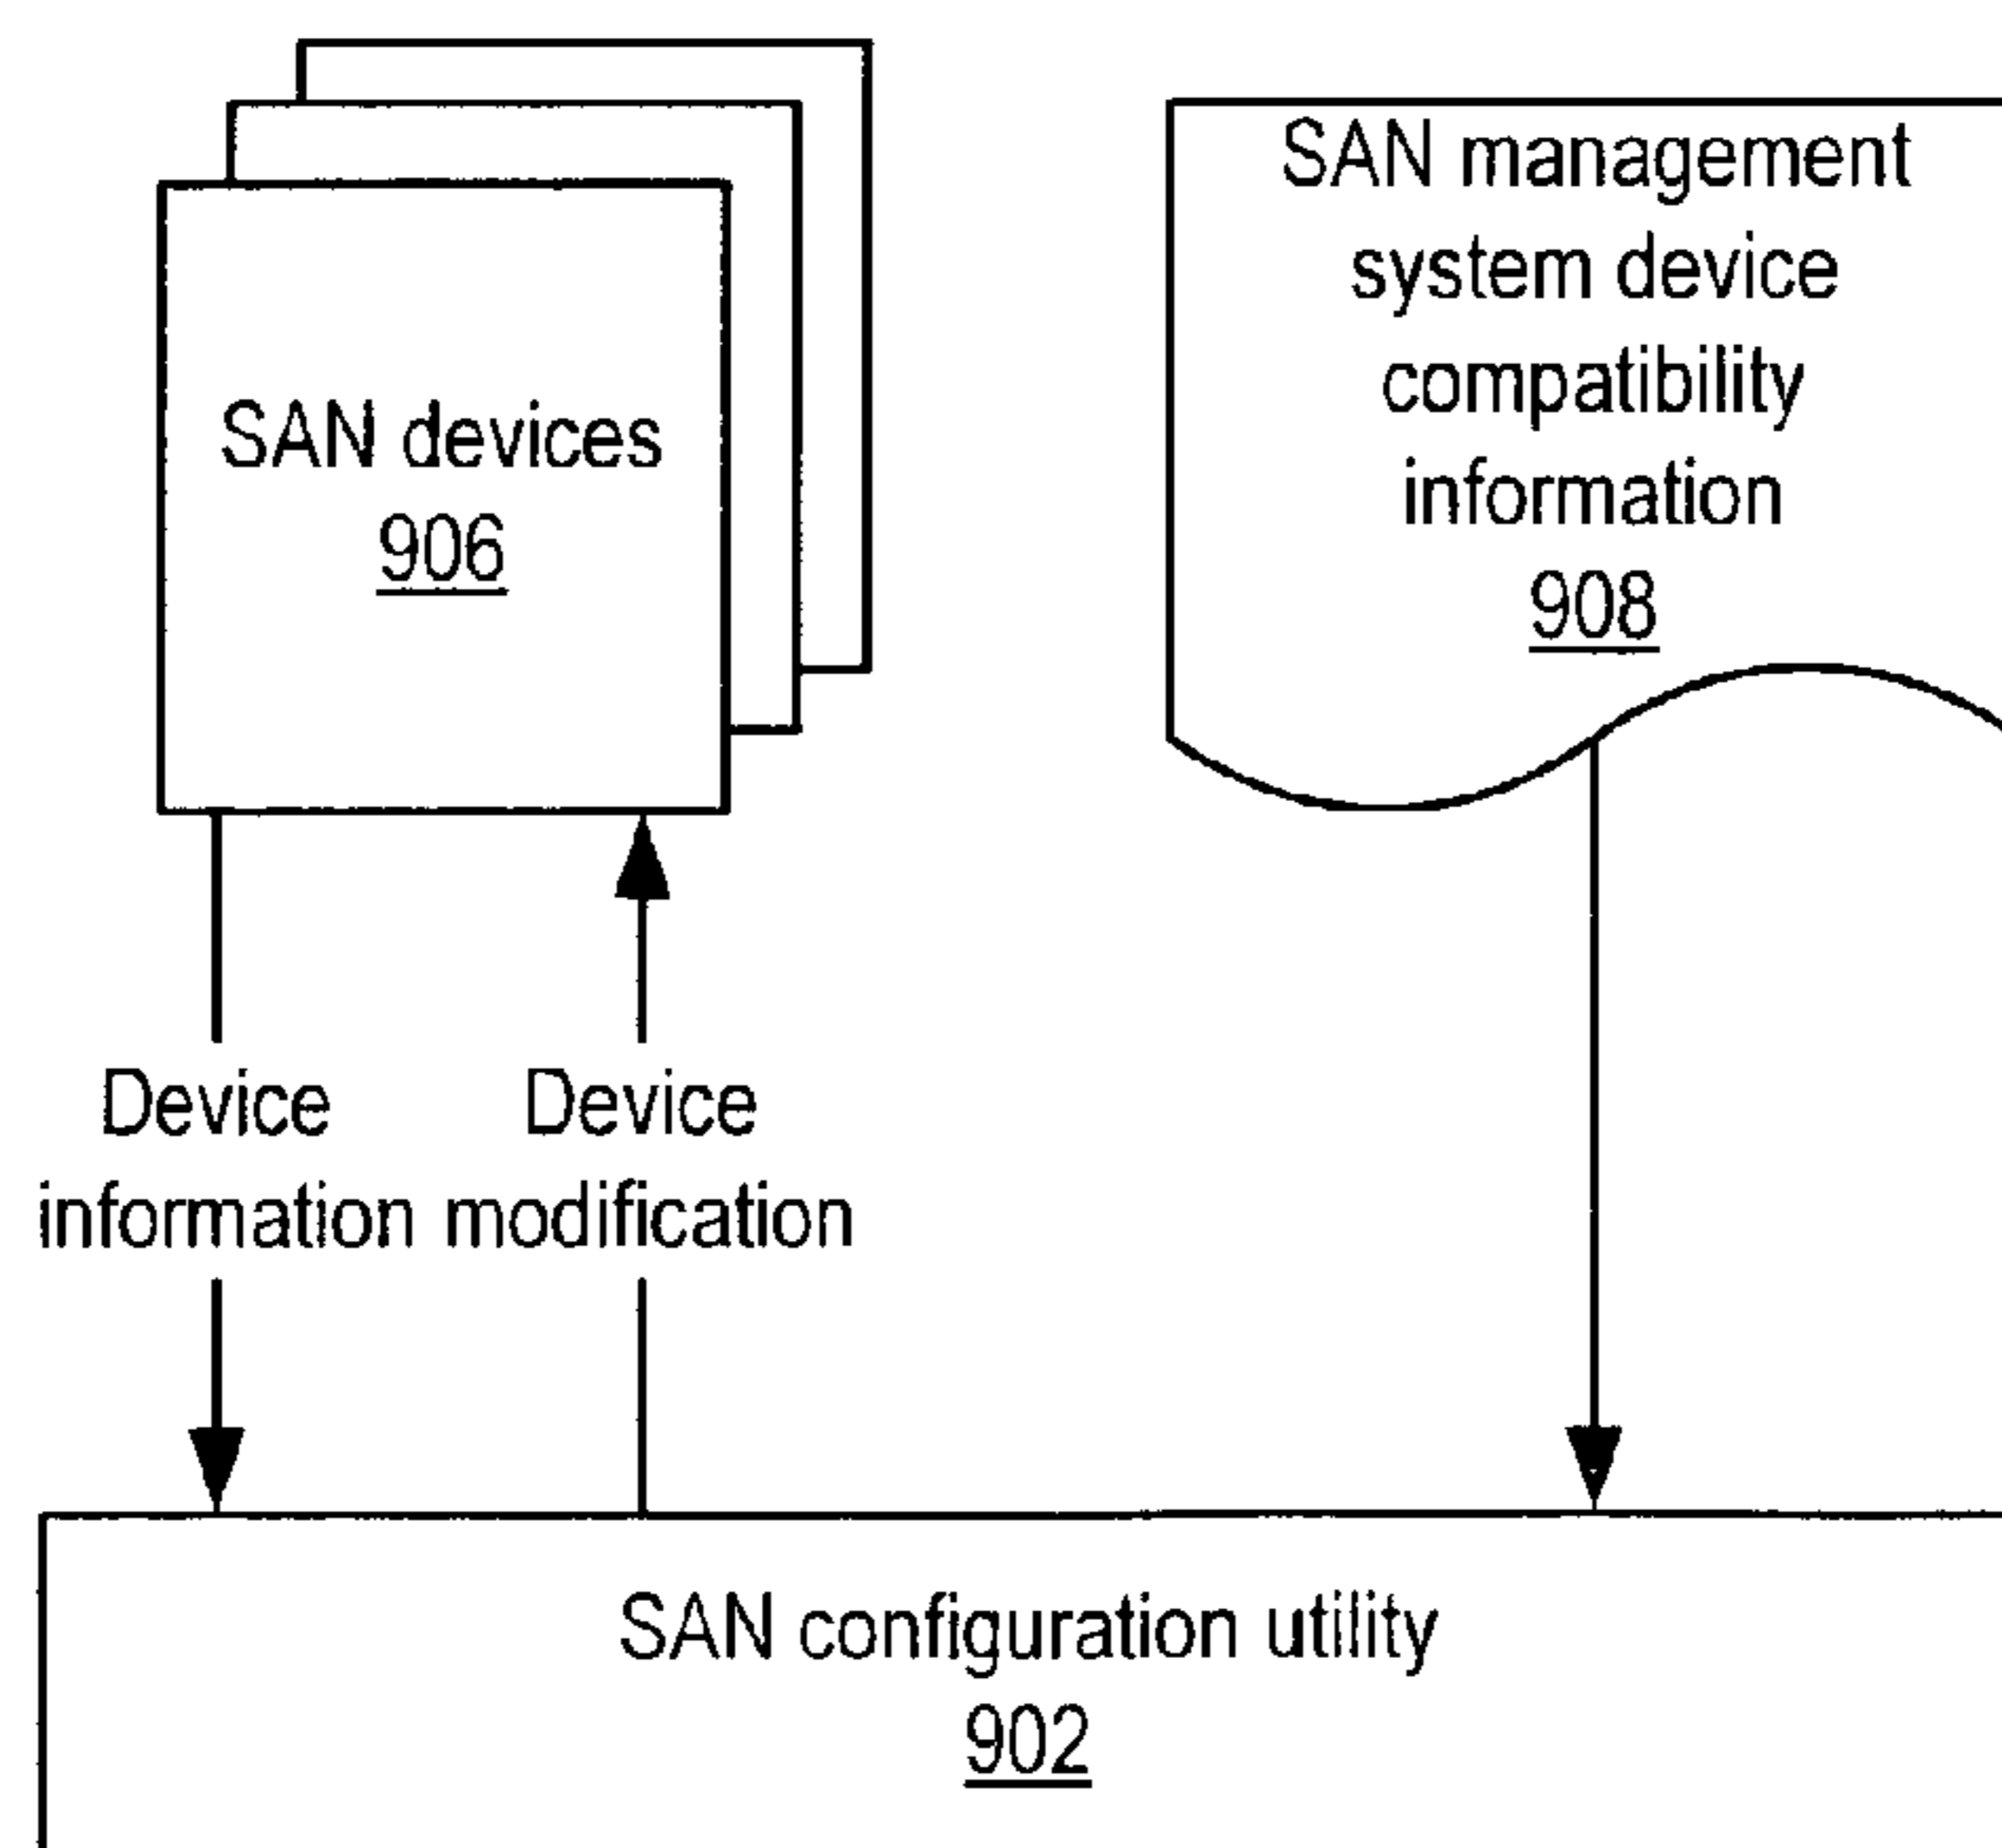 SAN devices
906
SAN management
system device
compatibility
information
908
Device
information
Device
modification
SAN configuration utility
902